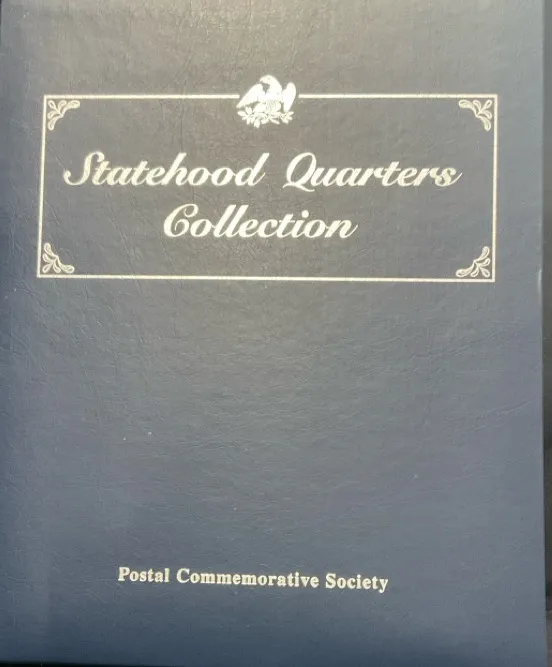 Statehood Quarters
Collection
Postal Commemorative Society